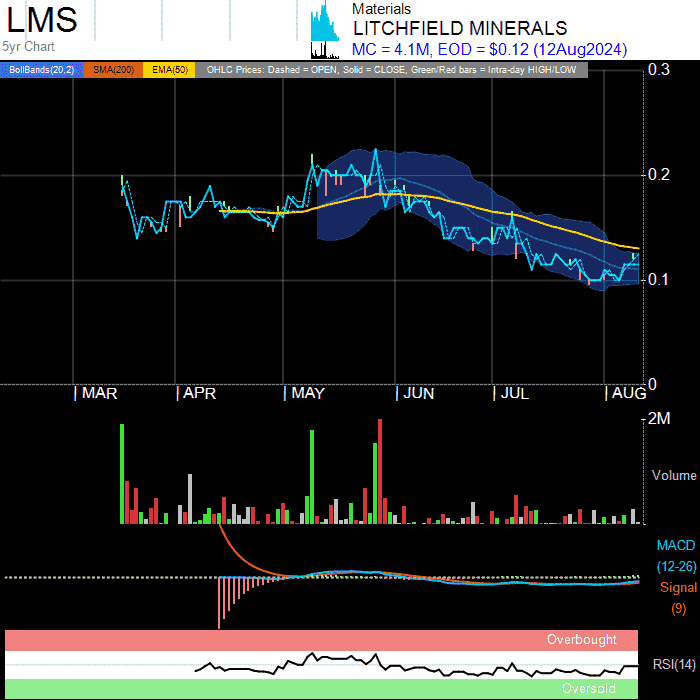 LMS
5yr Chart
Materials
LITCHFIELD MINERALS
MC = 4.1M, EOD = $0.12 (12Aug2024)
BollBands(20,2) SMA(200) EMA(50) OHLC Prices: Dashed = OPEN, Solid = CLOSE, Green/Red bars = Intra-day HIGH/LOW
0.3
0.2
0.1
0
| MAR | APR | MAY | JUN | JUL | AUG
2M
Volume
MACD
(12-26)
Signal
(9)
Overbought
RSI(14)
Oversold